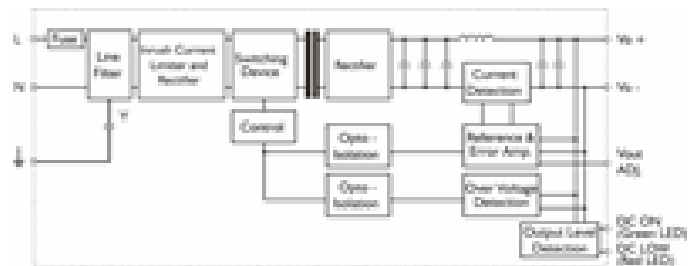 L
Fuse
N
Line
Filter
Inrush Current
Limiter and
Rectifier
Switching
Device
Rectifier
Vo +
Vo -
Current
Detection
Y
Control
Opto -
Isolation
Reference &
Error Amp.
Vout
ADJ.
Opto -
Isolation
Over Voltage
Detection
Output Level
Detection
DC ON
(Green LED)
DC LOW
(Red LED)